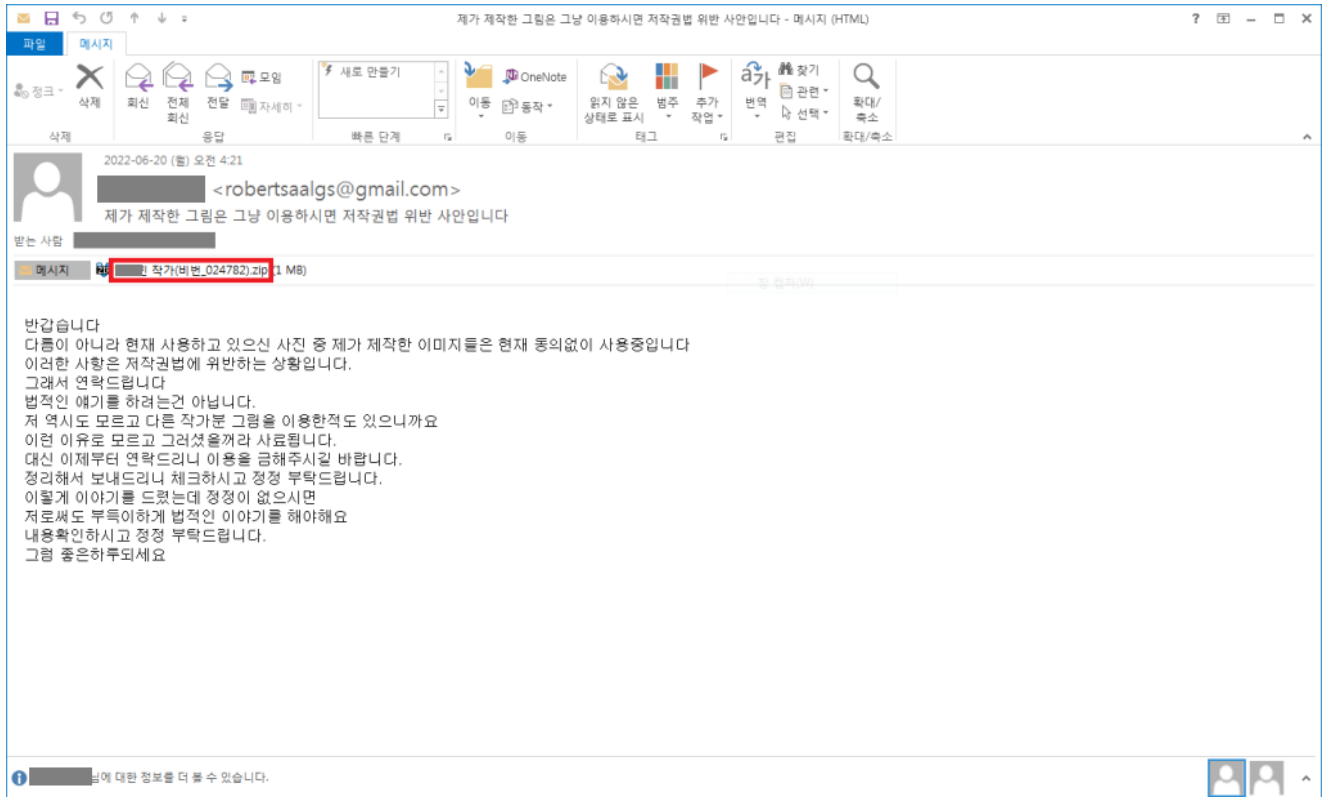 제가 제작한 그림은 그냥 이용하시면 저작권법 위반 사안입니다 - 메시지 (HTML)
파일 메시지
정크
삭제
회신
전체 회신
전달
모임
자세히
새로 만들기
이동
OneNote
동작
읽지 않은 상태로 표시
범주
추가 작업
번역
찾기
관련
선택
확대/축소
삭제 응답 빠른 단계 이동 태그 편집 확대/축소
2022-06-20 (월) 오전 4:21
<robertsaalgs@gmail.com>
제가 제작한 그림은 그냥 이용하시면 저작권법 위반 사안입니다
받는 사람
메시지 작가(비번_024782).zip (1 MB)
창 캡처(W)
반갑습니다
다름이 아니라 현재 사용하고 있으신 사진 중 제가 제작한 이미지들은 현재 동의없이 사용중입니다
이러한 사항은 저작권법에 위반하는 상황입니다.
그래서 연락드립니다
법적인 얘기를 하려는건 아닙니다.
저 역시도 모르고 다른 작가분 그림을 이용한적도 있으니까요
이런 이유로 모르고 그러셨을꺼라 사료됩니다.
대신 이제부터 연락드리니 이용을 금해주시길 바랍니다.
정리해서 보내드리니 체크하시고 정정 부탁드립니다.
이렇게 이야기를 드렸는데 정정이 없으시면
저로써도 부득이하게 법적인 이야기를 해야해요
내용확인하시고 정정 부탁드립니다.
그럼 좋은하루되세요
님에 대한 정보를 더 볼 수 있습니다.